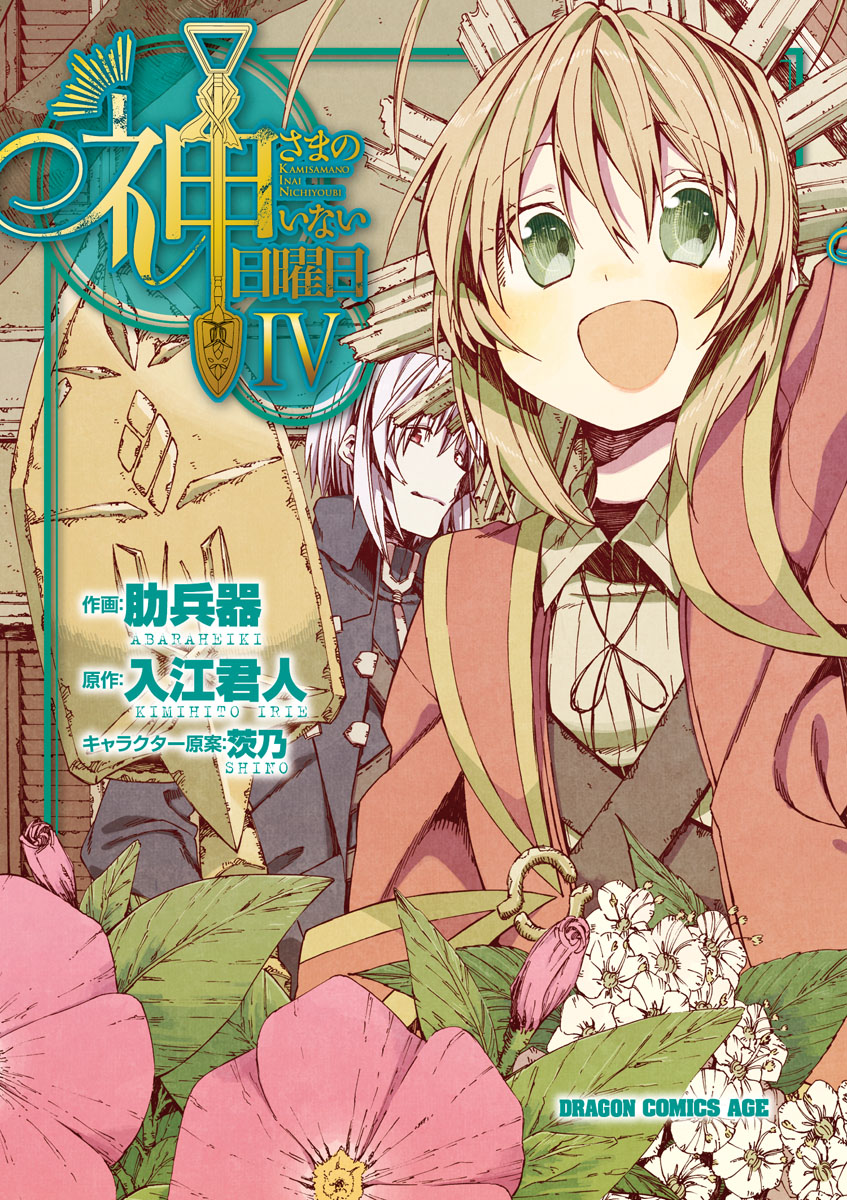 神さまの
KAMISAMANO
INAI
NICHIYOUBI
いない
日曜日
IV
作画:肋兵器
ABARAHEIKI
原作:入江君人
KIMIHITO IRIE
キャラクター原案:茨乃
SHINO
DRAGON COMICS AGE